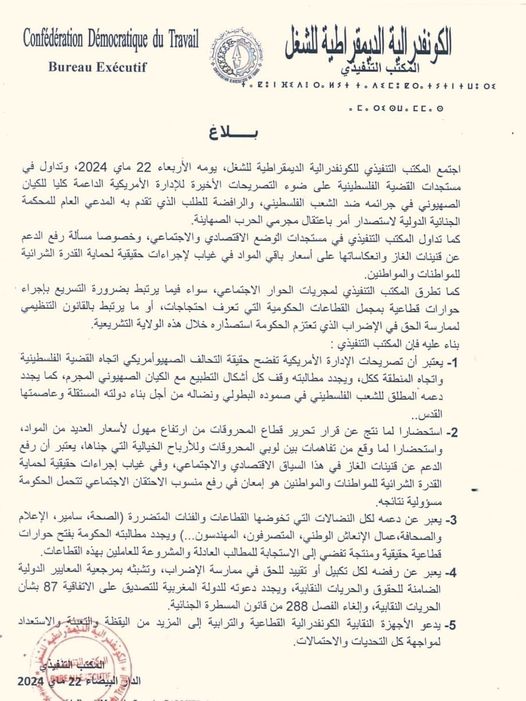 Confédération Démocratique du Travail
Bureau Exécutif
الكونفدرالية الديمقراطية للشغل
المكتب التنفيذي
بـــلاغ
اجتمع المكتب التنفيذي للكونفدرالية الديمقراطية للشغل، يومه الأربعاء 22 ماي 2024، وتداول في
مستجدات القضية الفلسطينية على ضوء التصريحات الأخيرة للإدارة الأمريكية الداعمة كليا للكيان
الصهيوني في جرائمه ضد الشعب الفلسطيني، والرافضة للطلب الذي تقدم به المدعي العام للمحكمة
الجنائية الدولية لاستصدار أمر باعتقال مجرمي الحرب الصهاينة.
كما تداول المكتب التنفيذي في مستجدات الوضع الاقتصادي والاجتماعي، وخصوصا مسألة رفع الدعم
عن قنينات الغاز وانعكاساتها على أسعار باقي المواد في غياب لإجراءات حقيقية لحماية القدرة الشرائية
للمواطنات والمواطنين.
كما تطرق المكتب التنفيذي لمجريات الحوار الاجتماعي، سواء فيما يرتبط بضرورة التسريع بإجراء
حوارات قطاعية بمجمل القطاعات الحكومية التي تعرف احتجاجات، أو ما يرتبط بالقانون التنظيمي
لممارسة الحق في الإضراب الذي تعتزم الحكومة استصداره خلال هذه الولاية التشريعية.
بناء عليه فإن المكتب التنفيذي :
1- يعتبر أن تصريحات الإدارة الأمريكية تفضح حقيقة التحالف الصهيوأمريكي اتجاه القضية الفلسطينية
واتجاه المنطقة ككل، ويجدد مطالبته وقف كل أشكال التطبيع مع الكيان الصهيوني المجرم، كما يجدد
دعمه المطلق للشعب الفلسطيني في صموده البطولي ونضاله من أجل بناء دولته المستقلة وعاصمتها
القدس..
2- استحضارا لما نتج عن قرار تحرير قطاع المحروقات من ارتفاع مهول لأسعار العديد من المواد،
واستحضارا لما وقع من تفاهمات بين لوبي المحروقات وللأرباح الخيالية التي جناها، يعتبر أن رفع
الدعم عن قنينات الغاز في هذا السياق الاقتصادي والاجتماعي، وفي غياب إجراءات حقيقية لحماية
القدرة الشرائية للمواطنات والمواطنين هو إمعان في رفع منسوب الاحتقان الاجتماعي تتحمل الحكومة
مسؤولية نتائجه.
3- يعبر عن دعمه لكل النضالات التي تخوضها القطاعات والفئات المتضررة (الصحة، سامير، الإعلام
والصحافة،عمال الإنعاش الوطني، المتصرفون، المهندسون...) ويجدد مطالبته الحكومة بفتح حوارات
قطاعية حقيقية ومنتجة تفضي إلى الاستجابة للمطالب العادلة والمشروعة للعاملين بهذه القطاعات.
4- يعبر عن رفضه لكل تكبيل أو تقييد للحق في ممارسة الإضراب، وتشبثه بمرجعية المعايير الدولية
الضامنة للحقوق والحريات النقابية، ويجدد دعوته للدولة المغربية للتصديق على الاتفاقية 87 بشأن
الحريات النقابية، وإلغاء الفصل 288 من قانون المسطرة الجنائية.
5- يدعو الأجهزة النقابية الكونفدرالية القطاعية والترابية إلى المزيد من اليقظة والتعبئة والاستعداد
لمواجهة كل التحديات والاحتمالات.
المكتب التنفيذي
الدار البيضاء 22 ماي 2024
BUREAU EXECUTIF